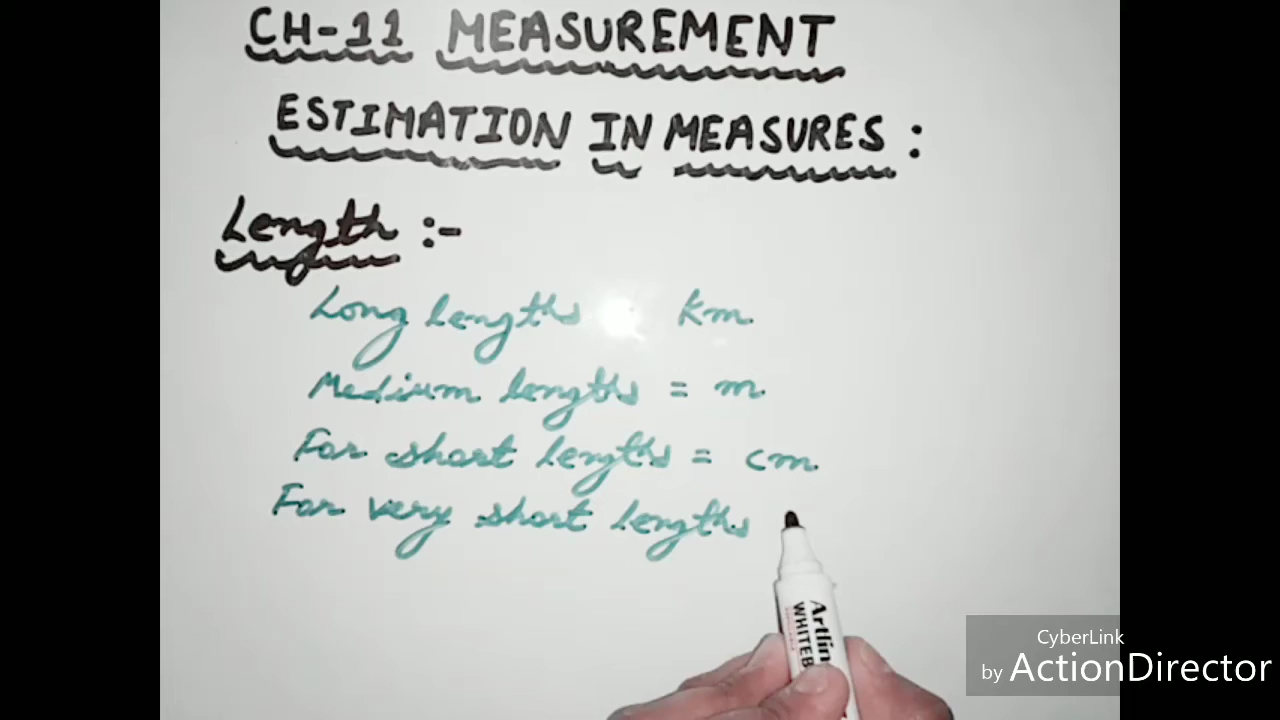 CH-11 MEASUREMENT
ESTIMATION IN MEASURES :
Length :-
Long lengths km
Medium lengths = m
For short lengths = cm
For very short lengths
Artlin
WHITEB
CyberLink
by ActionDirector